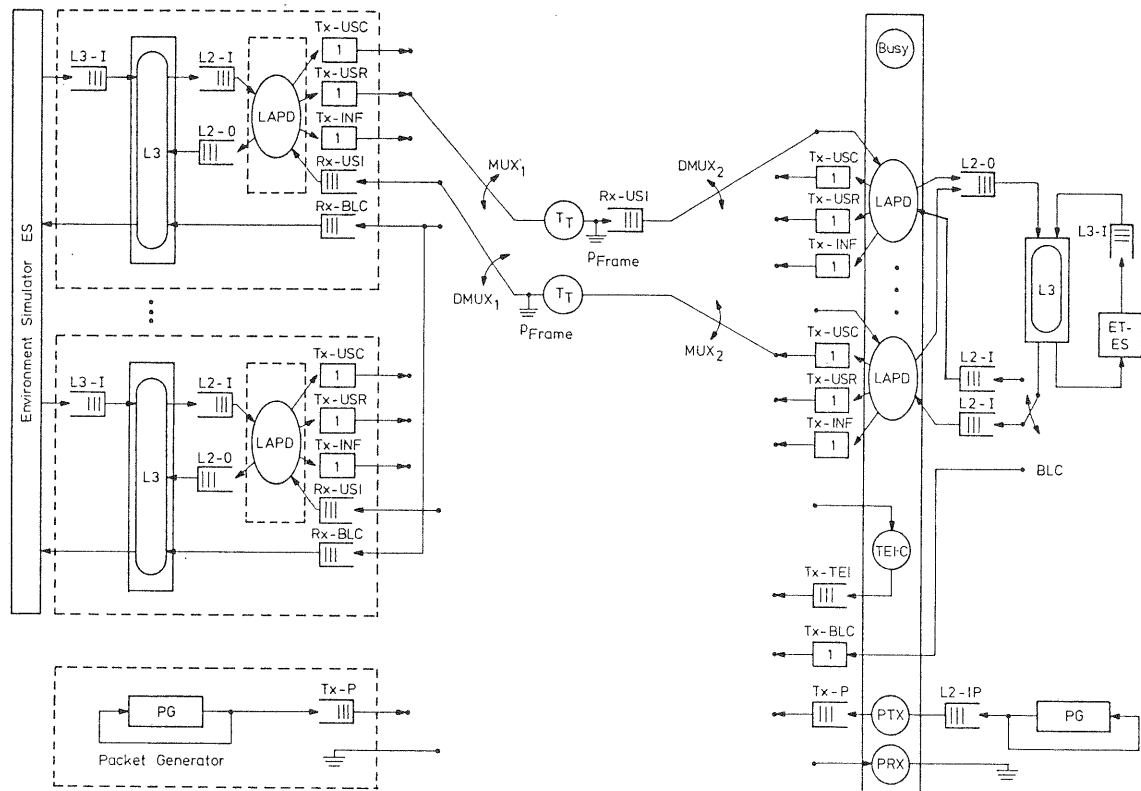 Environment Simulator ES
L3-I
L3
L2-I
L2-O
LAPD
Tx-USC
1
Tx-USR
1
Tx-INF
1
Rx-USI
Rx-BLC
L3-I
L3
L2-I
L2-O
LAPD
Tx-USC
1
Tx-USR
1
Tx-INF
1
Rx-USI
Rx-BLC
PG
Packet Generator
Tx-P
MUX1
TT
PFrame
Rx-USI
DMUX2
DMUX1
PFrame
TT
MUX2
Busy
Tx-USC
1
Tx-USR
1
Tx-INF
1
LAPD
L2-O
L3-I
L3
ET-
ES
Tx-USC
1
Tx-USR
1
Tx-INF
1
LAPD
L2-I
L2-I
BLC
TEI-C
Tx-TEI
Tx-BLC
1
Tx-P
PTX
L2-IP
PG
PRX